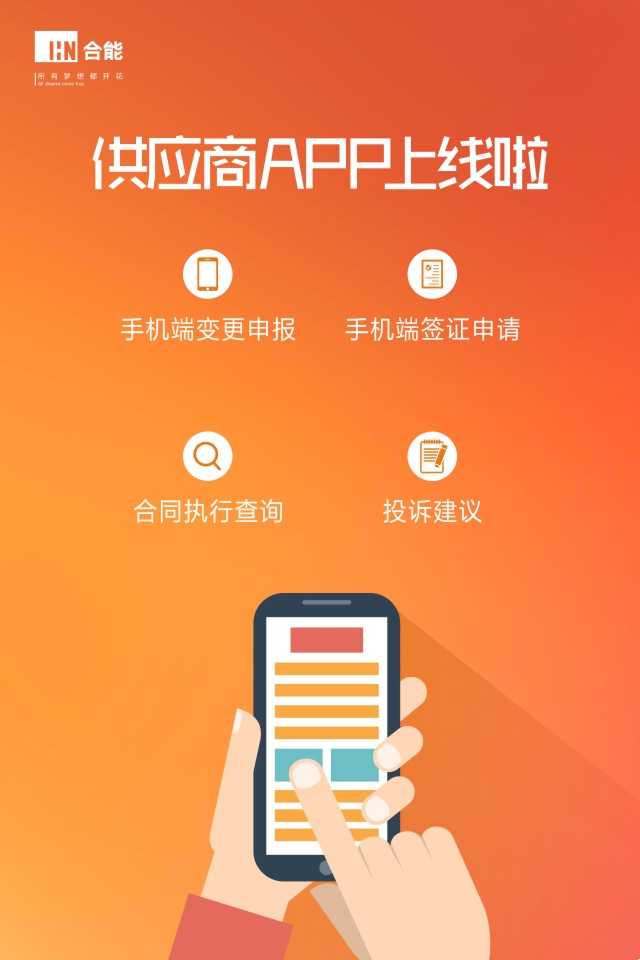 HN 合能
所有梦想都开花
All dreams come true
供应商APP上线啦
手机端变更申报
手机端签证申请
合同执行查询
投诉建议